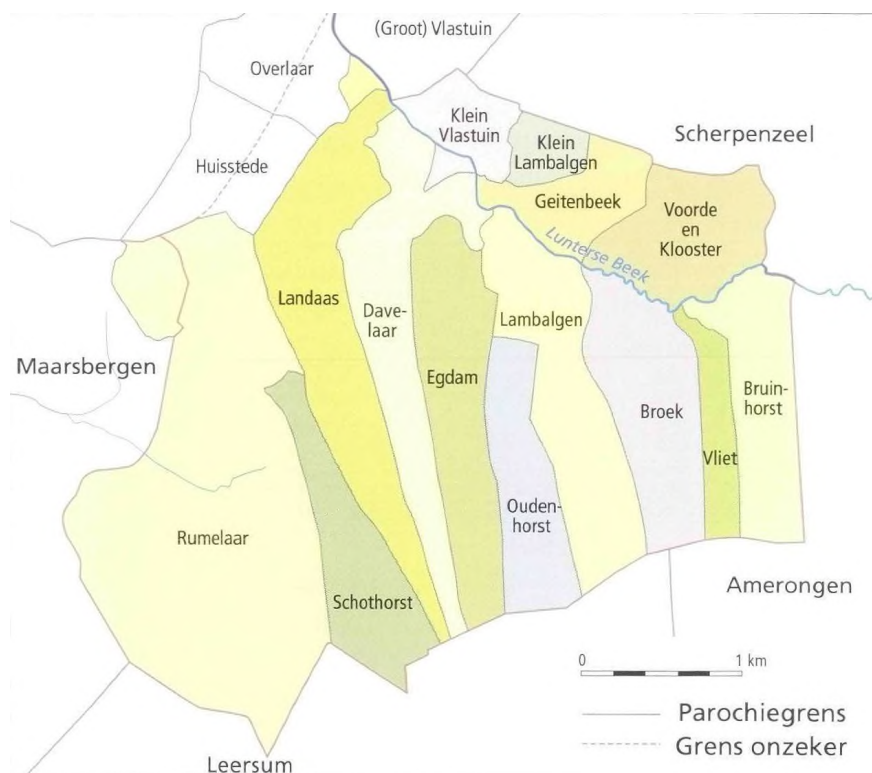 (Groot) Vlastuin
Overlaar
Klein
Vlastuin
Klein
Lambalgen
Scherpenzeel
Huisstede
Geitenbeek
Voorde
en
Klooster
Lunterse Beek
Landaas
Dave-
laar
Lambalgen
Maarsbergen
Egdam
Broek
Bruin-
horst
Vliet
Ouden-
horst
Rumelaar
Schothorst
Amerongen
0 1 km
Parochiegrens
Grens onzeker
Leersum